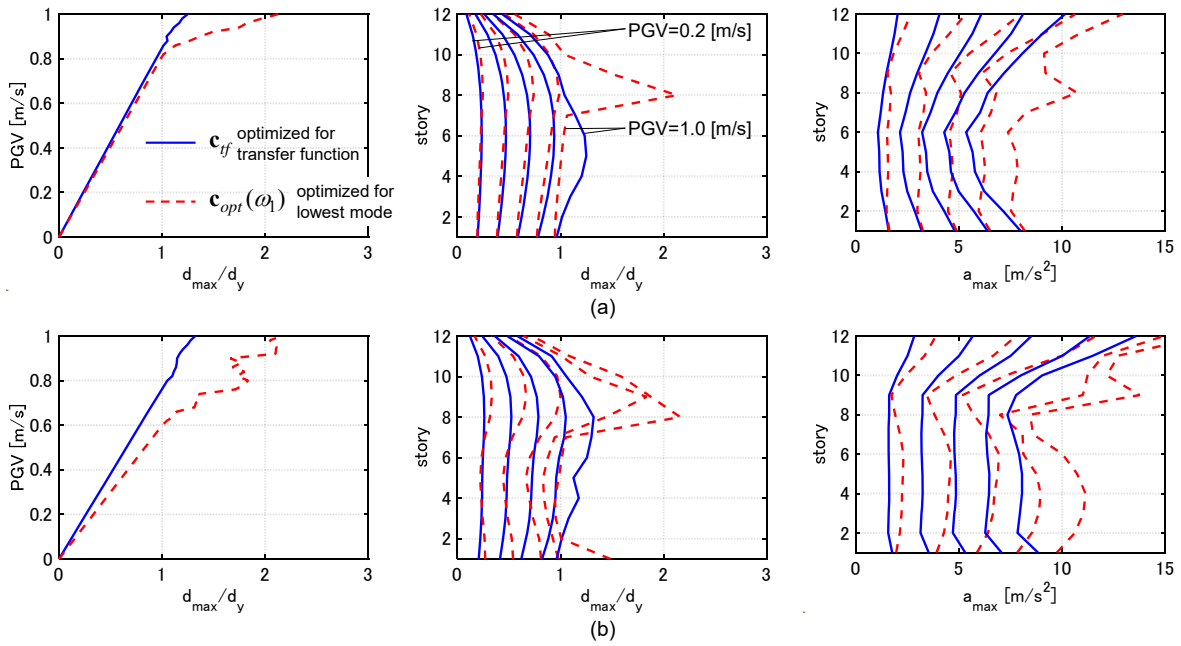 1
0.8
0.6
0.4
0.2
0
PGV [m/s]
0 1 2 3
d_max/d_y
c_tf optimized for
transfer function
c_opt(ω_1) optimized for
lowest mode
12
10
8
6
4
2
story
0 1 2 3
d_max/d_y
PGV=0.2 [m/s]
PGV=1.0 [m/s]
12
10
8
6
4
2
story
0 5 10 15
a_max [m/s^2]
(a)
1
0.8
0.6
0.4
0.2
0
PGV [m/s]
0 1 2 3
d_max/d_y
12
10
8
6
4
2
story
0 1 2 3
d_max/d_y
12
10
8
6
4
2
story
0 5 10 15
a_max [m/s^2]
(b)